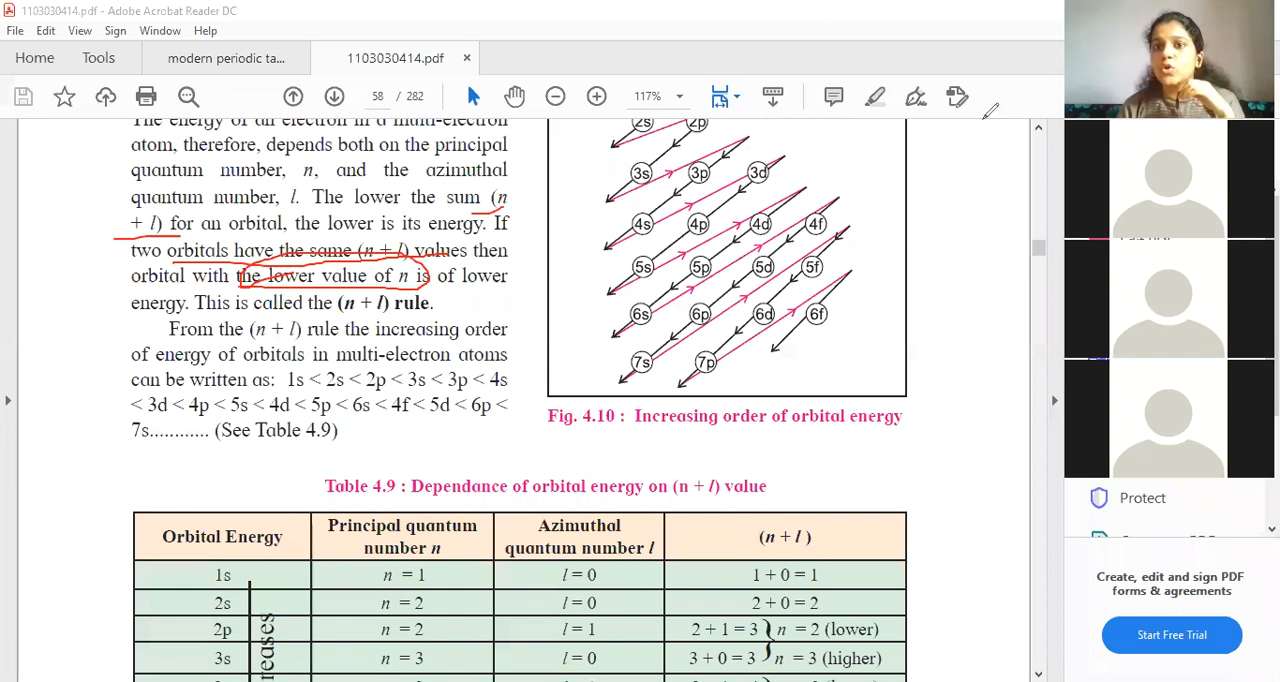 1103030414.pdf - Adobe Acrobat Reader DC
File Edit View Sign Window Help
Home Tools modern periodic ta... 1103030414.pdf ×
58 / 282 117%
The energy of an electron in a multi-electron
atom, therefore, depends both on the principal
quantum number, n, and the azimuthal
quantum number, l. The lower the sum (n
+ l) for an orbital, the lower is its energy. If
two orbitals have the same (n + l) values then
orbital with the lower value of n is of lower
energy. This is called the (n + l) rule.
From the (n + l) rule the increasing order
of energy of orbitals in multi-electron atoms
can be written as: 1s < 2s < 2p < 3s < 3p < 4s
< 3d < 4p < 5s < 4d < 5p < 6s < 4f < 5d < 6p <
7s............ (See Table 4.9)
2s 2p
3s 3p 3d
4s 4p 4d 4f
5s 5p 5d 5f
6s 6p 6d 6f
7s 7p
Fig. 4.10 : Increasing order of orbital energy
Table 4.9 : Dependance of orbital energy on (n + l) value
Orbital Energy Principal quantum number n Azimuthal quantum number l (n + l )
1s n = 1 l = 0 1 + 0 = 1
2s n = 2 l = 0 2 + 0 = 2
2p n = 2 l = 1 2 + 1 = 3 n = 2 (lower)
3s n = 3 l = 0 3 + 0 = 3 n = 3 (higher)
Protect
Create, edit and sign PDF
forms & agreements
Start Free Trial